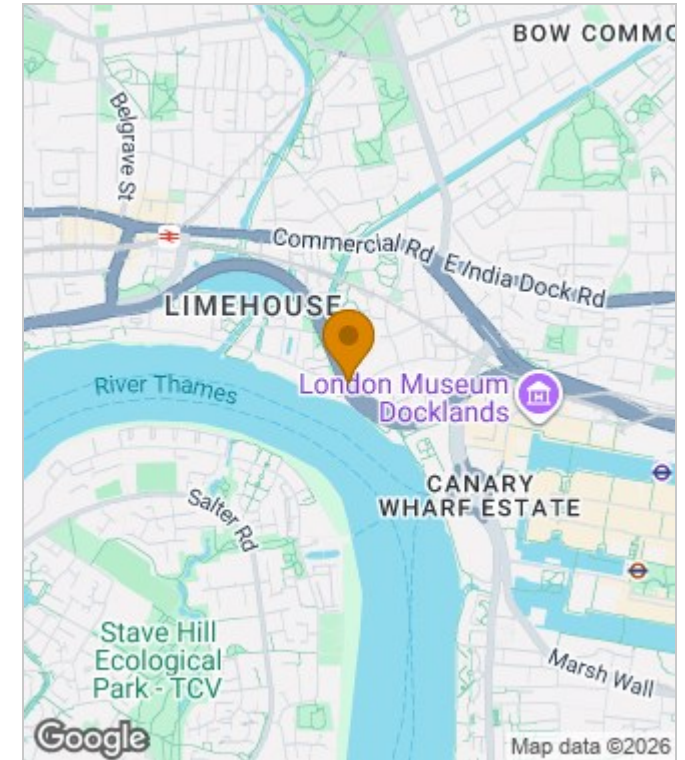 BOW COMMC
Belgrave St
Commercial Rd
E India Dock Rd
LIMEHOUSE
River Thames
London Museum
Docklands
CANARY
WHARF ESTATE
Salter Rd
Stave Hill
Ecological
Park - TCV
Marsh Wall
Google
Map data ©2026